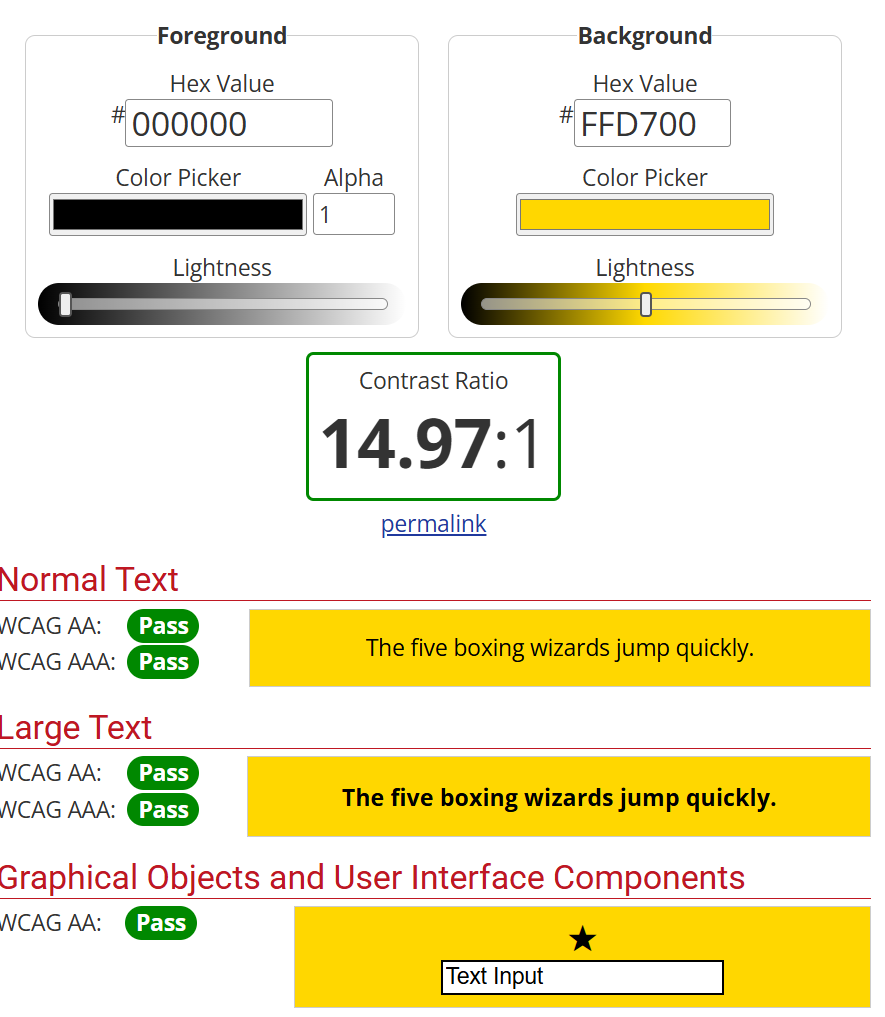 Foreground
Background
Hex Value
#000000
Color Picker
Alpha
1
Lightness
Hex Value
#FFD700
Color Picker
Lightness
Contrast Ratio
14.97:1
permalink
Normal Text
WCAG AA: Pass
WCAG AAA: Pass
The five boxing wizards jump quickly.
Large Text
WCAG AA: Pass
WCAG AAA: Pass
The five boxing wizards jump quickly.
Graphical Objects and User Interface Components
WCAG AA: Pass
Text Input